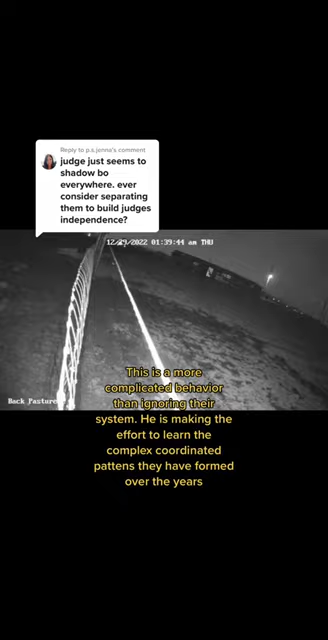 Reply to p.s.jenna's comment
judge just seems to
shadow bo
everywhere. ever
consider separating
them to build judges
independence?
12/29/2022 01:39:44 am THU
This is a more
complicated behavior
than ignoring their
Back Pasture
system. He is making the
effort to learn the
complex coordinated
pattens they have formed
over the years